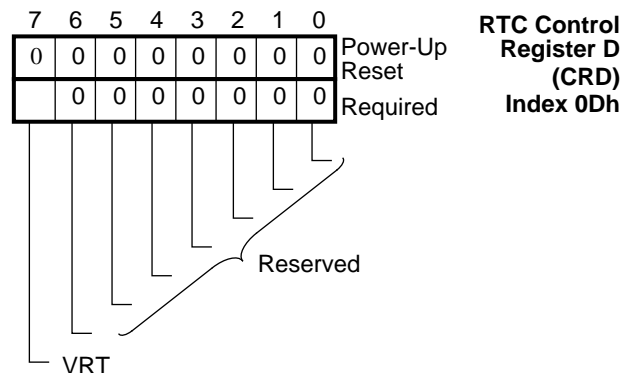 7 6 5 4 3 2 1 0
RTC Control
Register D
(CRD)
Index 0Dh
0 0 0 0 0 0 0 0
Power-Up
Reset
0 0 0 0 0 0 0
Required
Reserved
VRT